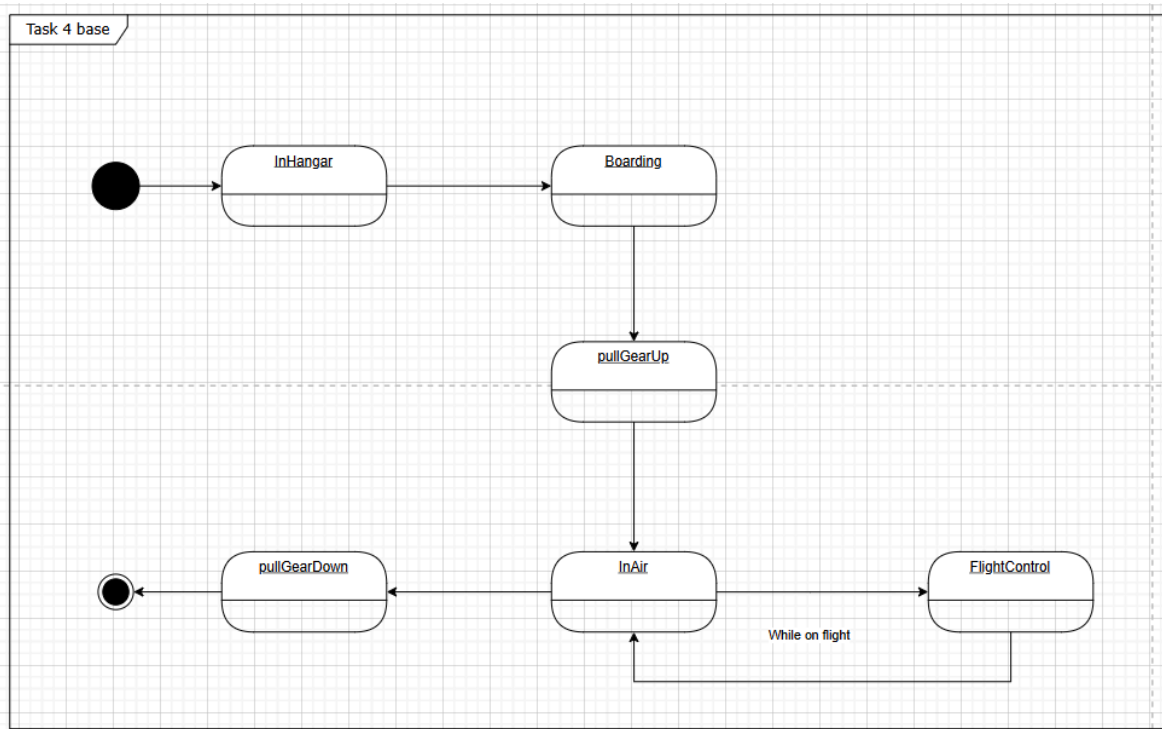 Task 4 base
InHangar
Boarding
pullGearUp
pullGearDown
InAir
FlightControl
While on flight